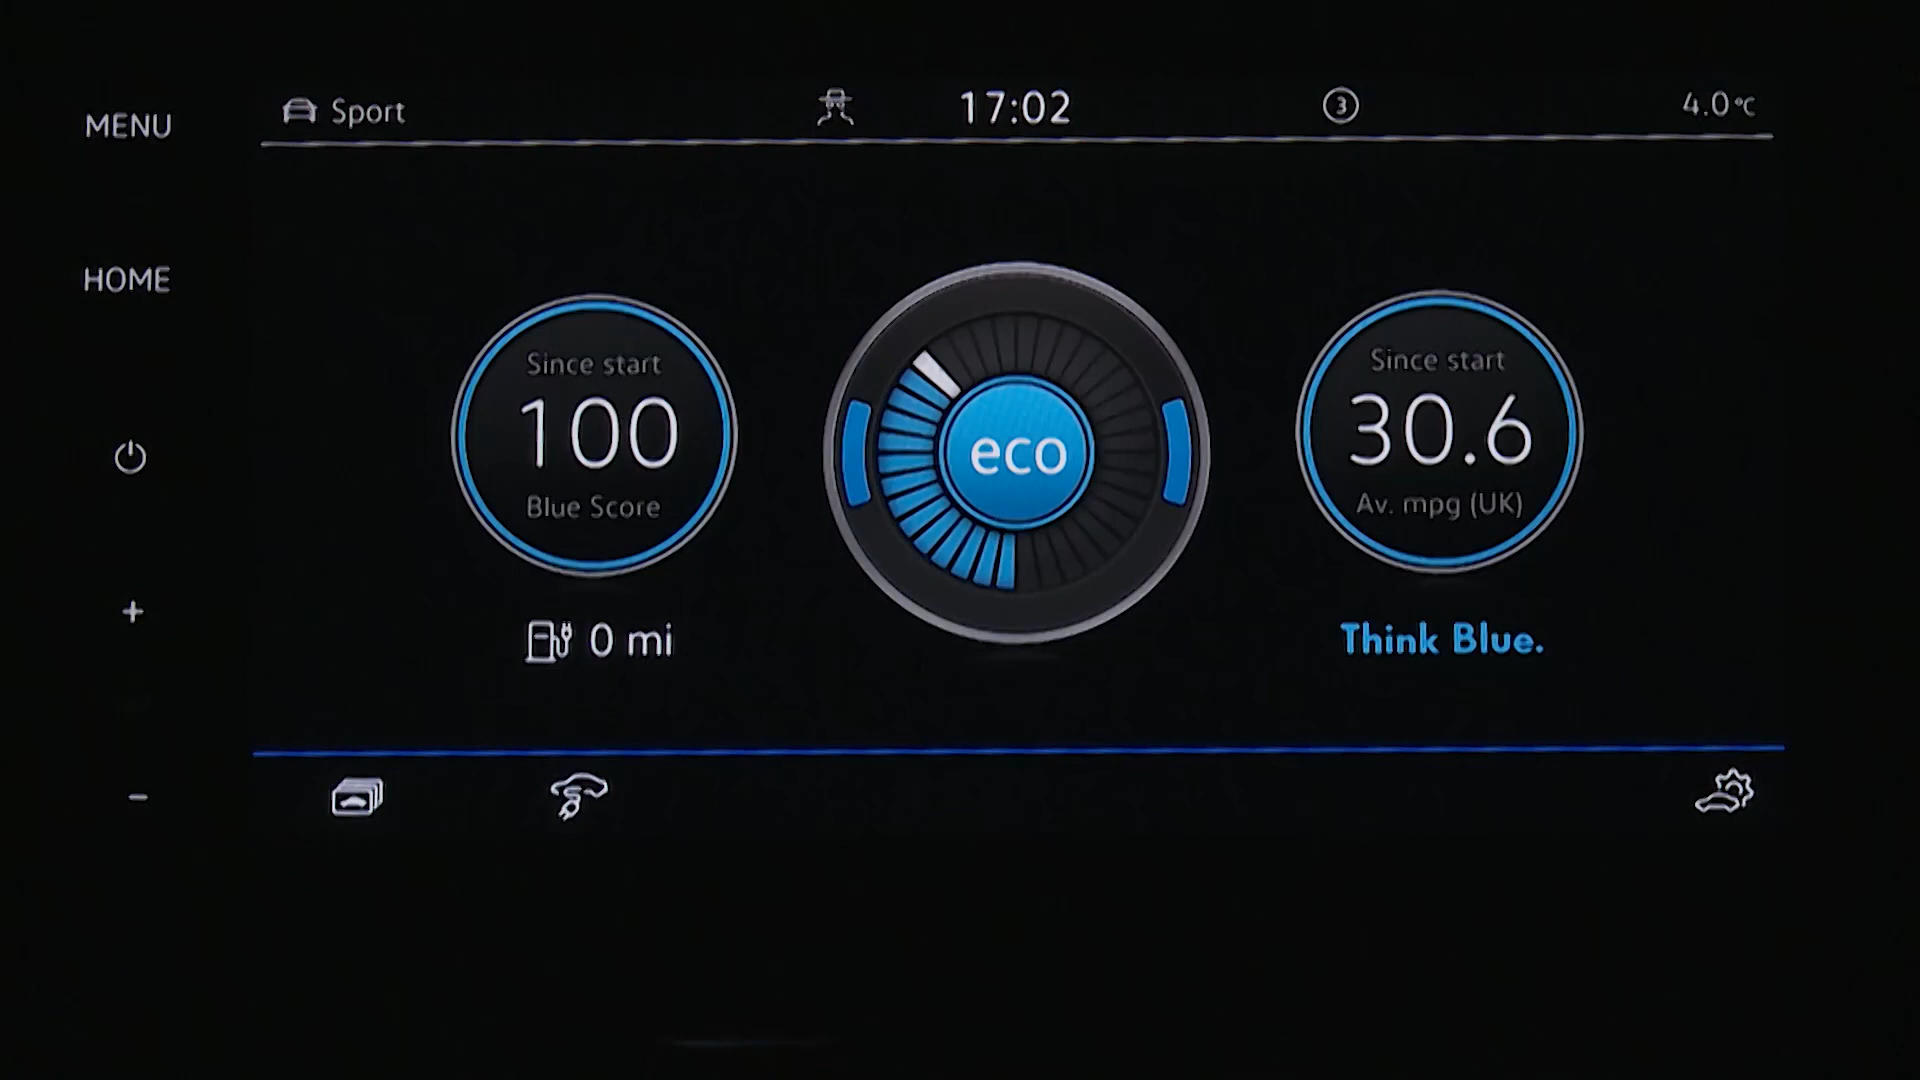 MENU
Sport
17:02
3
4.0°C
HOME
Since start
100
Blue Score
eco
Since start
30.6
Av. mpg (UK)
+
0 mi
Think Blue.
-